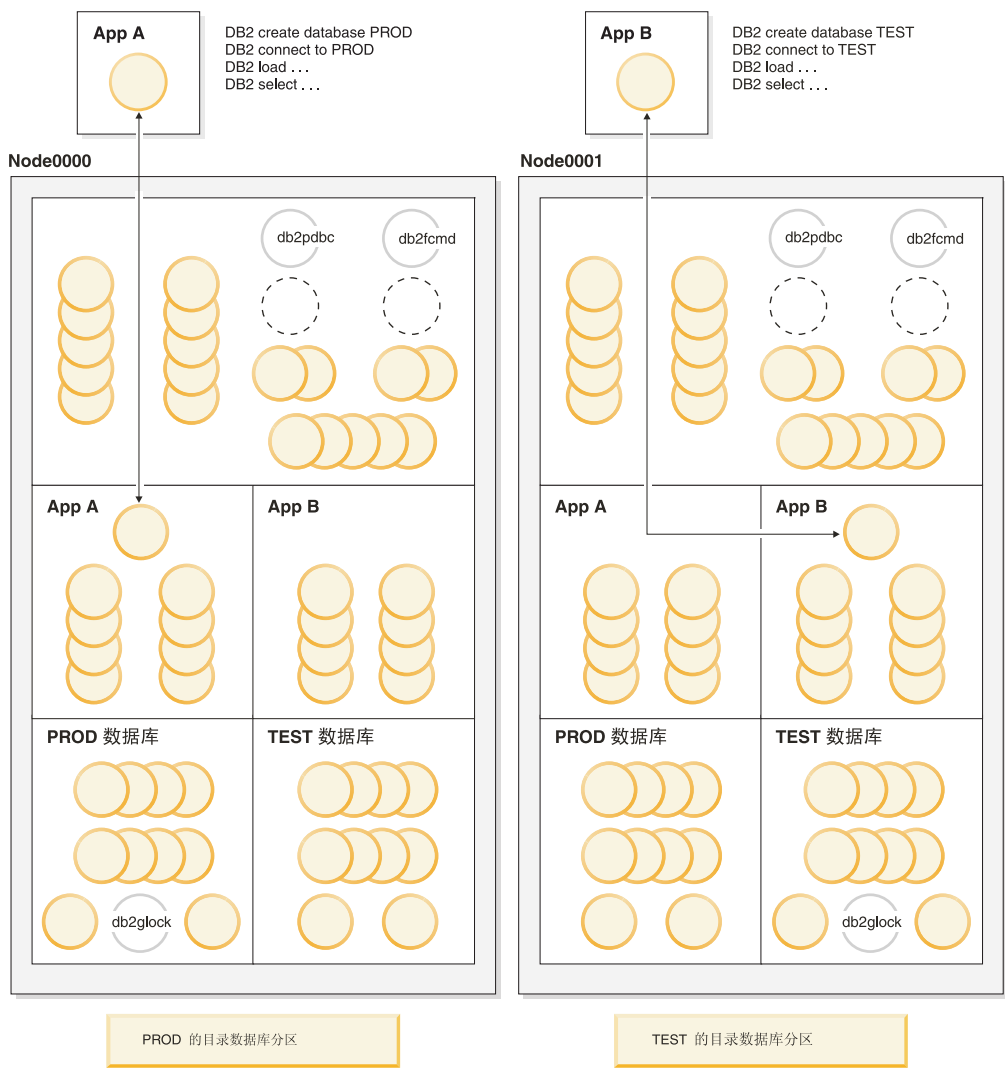 App A
DB2 create database PROD
DB2 connect to PROD
DB2 load . . .
DB2 select . . .
App B
DB2 create database TEST
DB2 connect to TEST
DB2 load . . .
DB2 select . . .
Node0000
db2pdbc
db2fcmd
App A
App B
PROD 数据库
TEST 数据库
db2glock
PROD 的目录数据库分区
Node0001
db2pdbc
db2fcmd
App A
App B
PROD 数据库
TEST 数据库
db2glock
TEST 的目录数据库分区